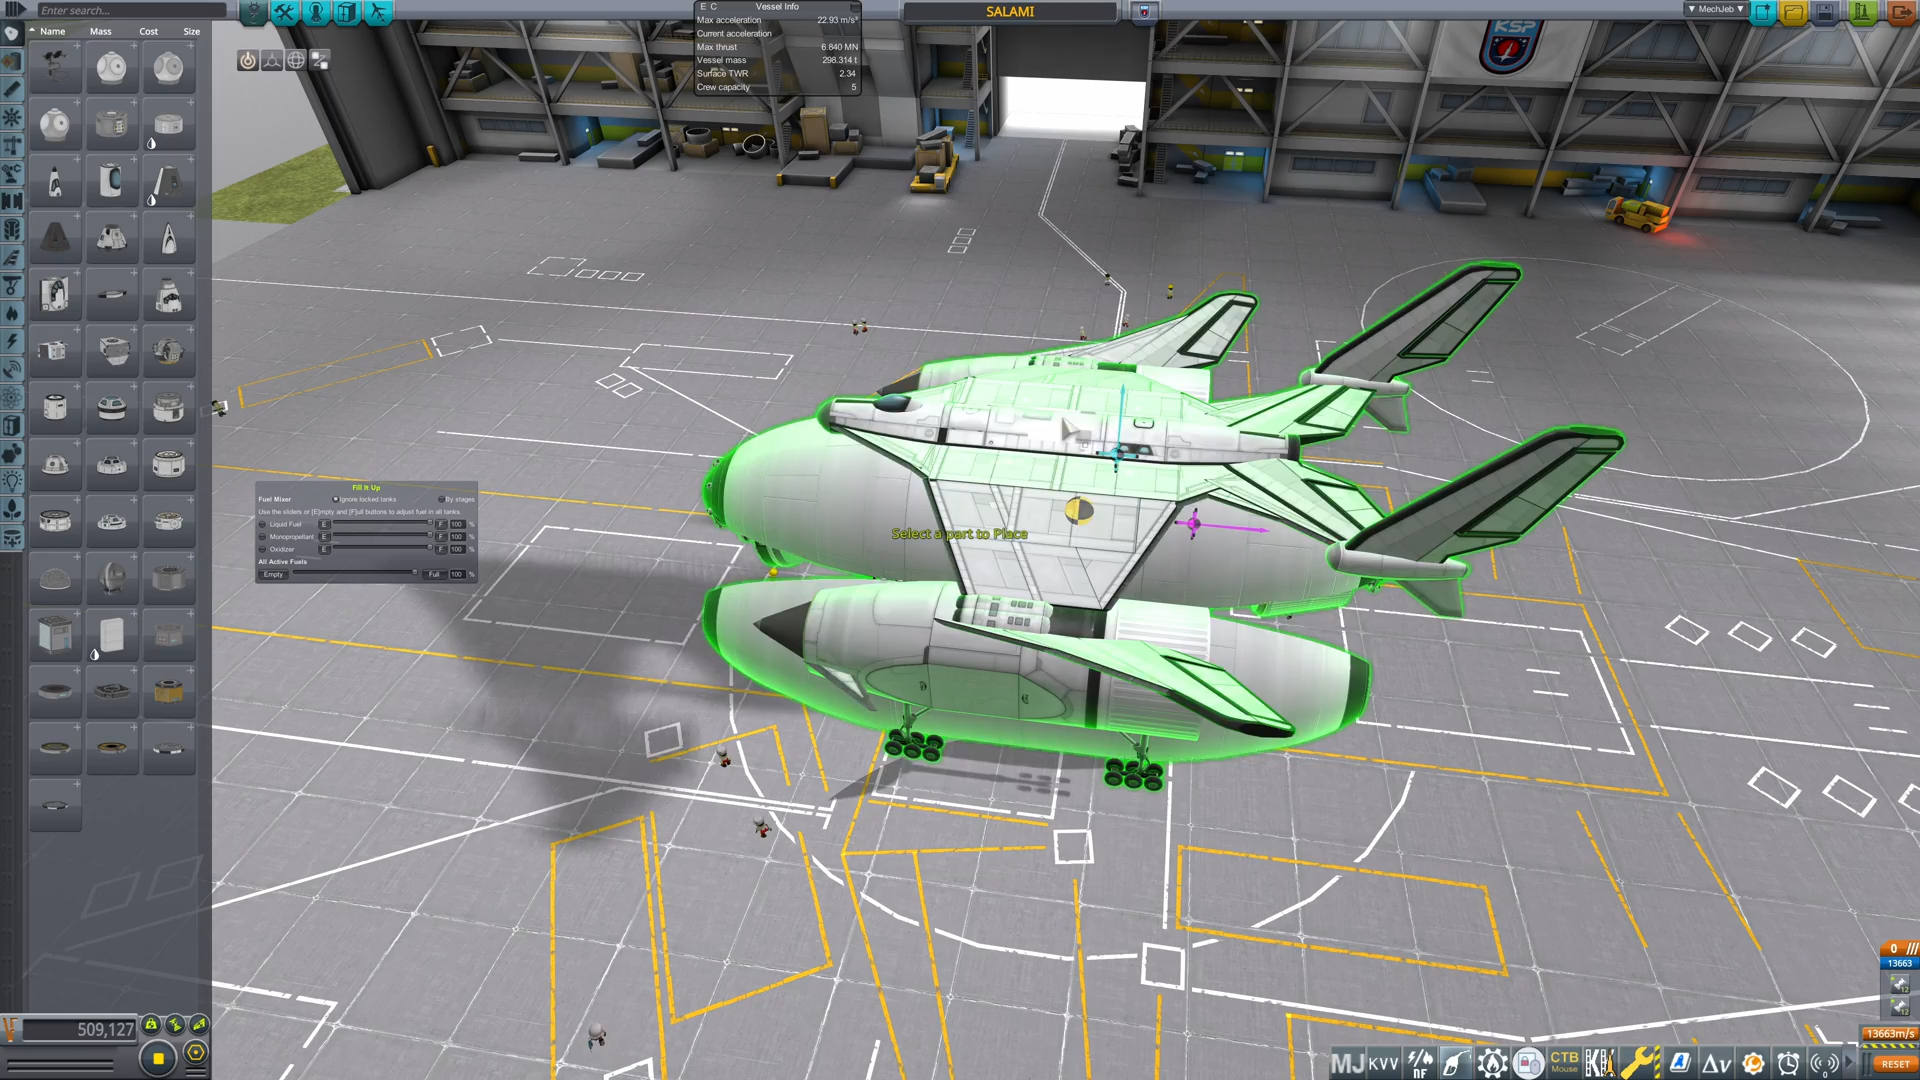 Enter search...
Name Mass Cost Size
E C Vessel Info
Max acceleration 22.93 m/s²
Current acceleration
Max thrust 6.840 MN
Vessel mass 298.314 t
Surface TWR 2.34
Crew capacity 5
SALAMI
▼ MechJeb ▼
KSP
Fill It Up
Fuel Mixer Ignore locked tanks By stages
Use the sliders or [E]mpty and [F]ull buttons to adjust fuel in all tanks.
Liquid Fuel E F 100 %
Monopropellant E F 100 %
Oxidizer E F 100 %
All Active Fuels
Empty Full 100 %
Select a part to Place
0
13663
12
12
13663m/s
RESET
509,127
MJ KVV NF CTB Mouse Δv 0